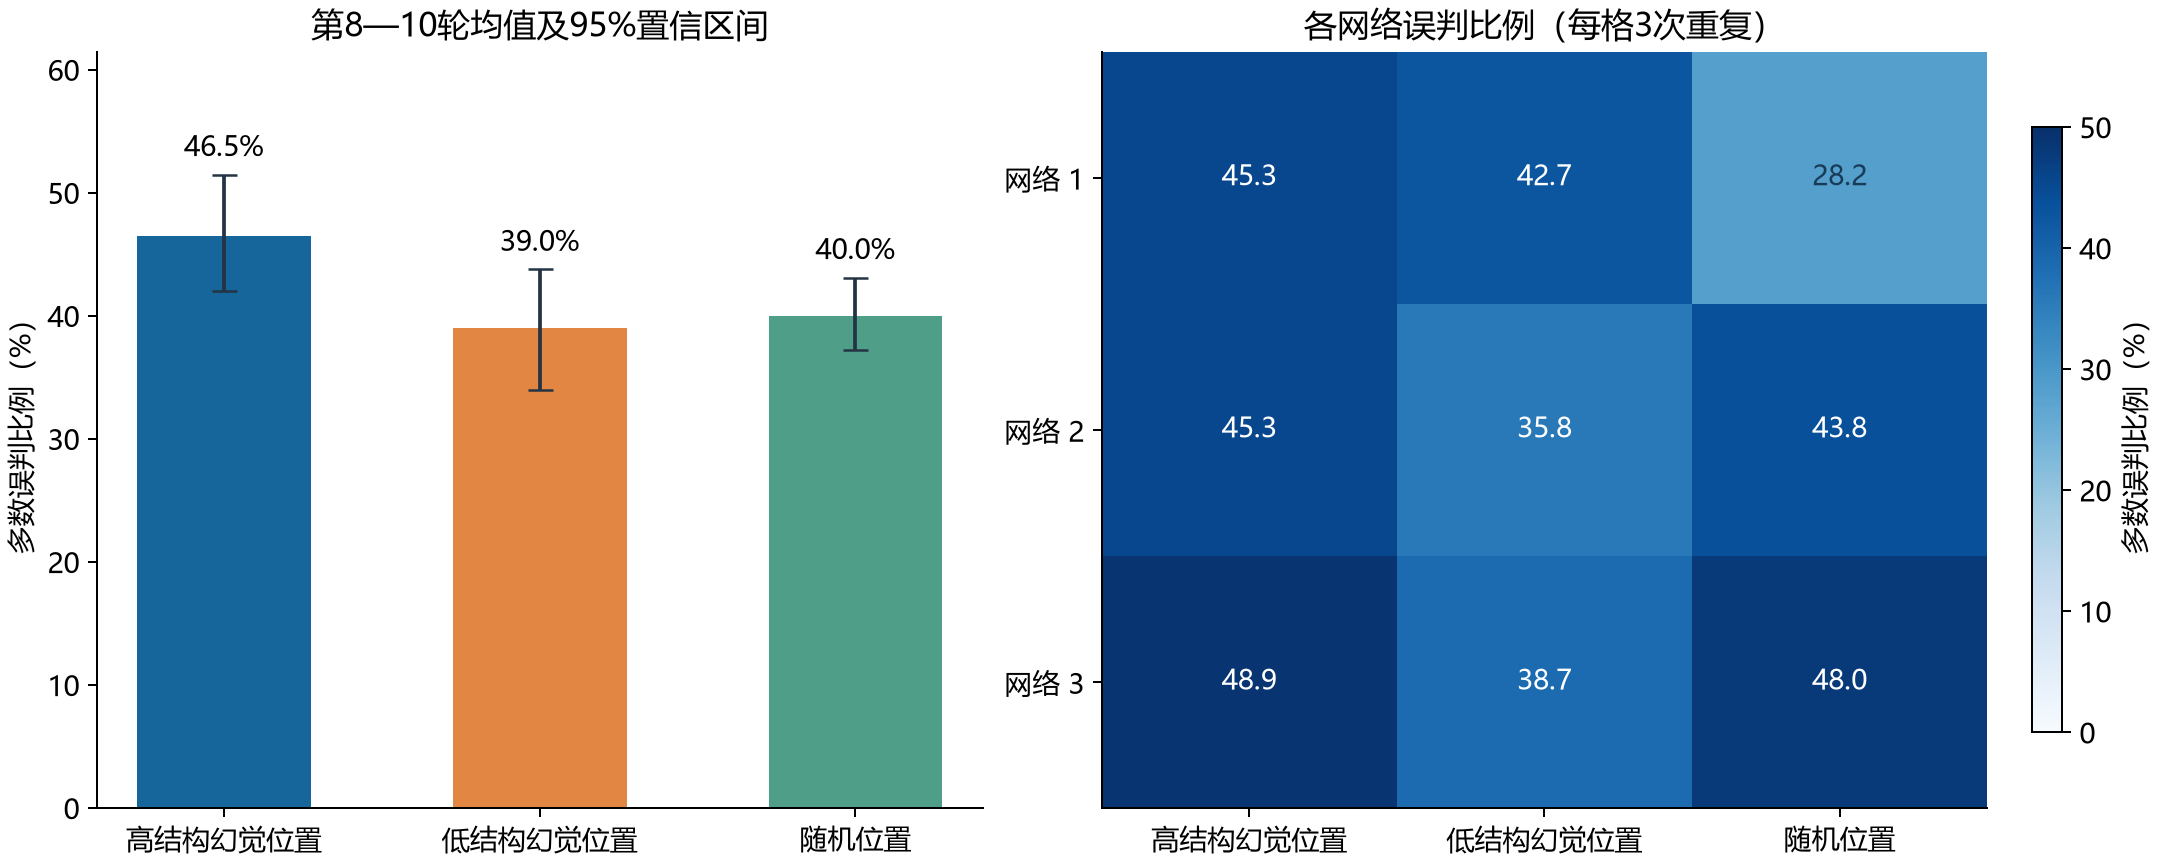 第8—10轮均值及95%置信区间
多数误判比例（%）
60
50
40
30
20
10
0
46.5%
39.0%
40.0%
高结构幻觉位置
低结构幻觉位置
随机位置
各网络误判比例（每格3次重复）
网络 1
45.3
42.7
28.2
网络 2
45.3
35.8
43.8
网络 3
48.9
38.7
48.0
高结构幻觉位置
低结构幻觉位置
随机位置
50
40
30
20
10
0
多数误判比例（%）